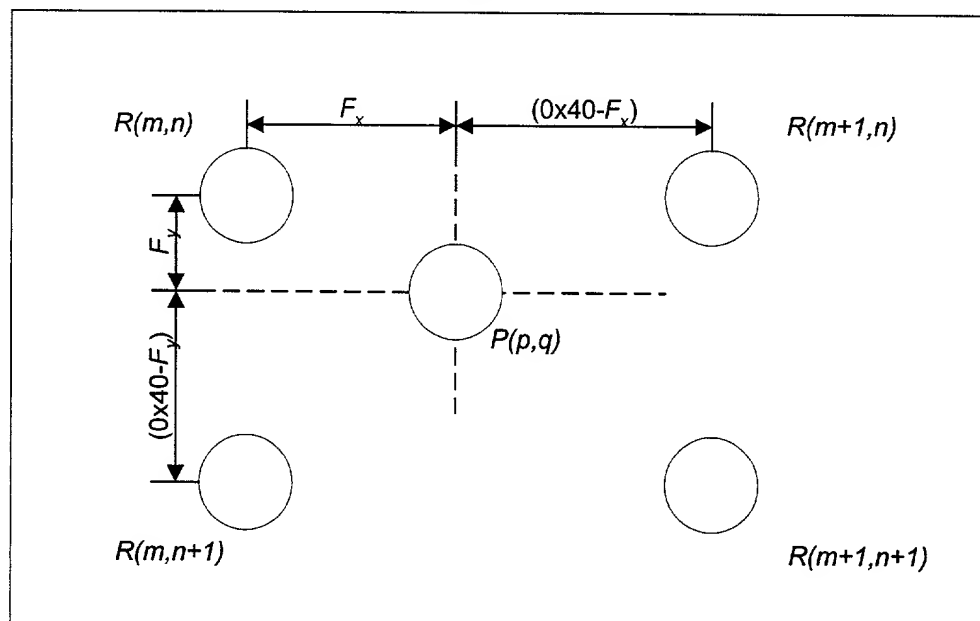 F_x
(0x40-F_x)
R(m,n)
R(m+1,n)
F_y
P(p,q)
(0x40-F_y)
R(m,n+1)
R(m+1,n+1)